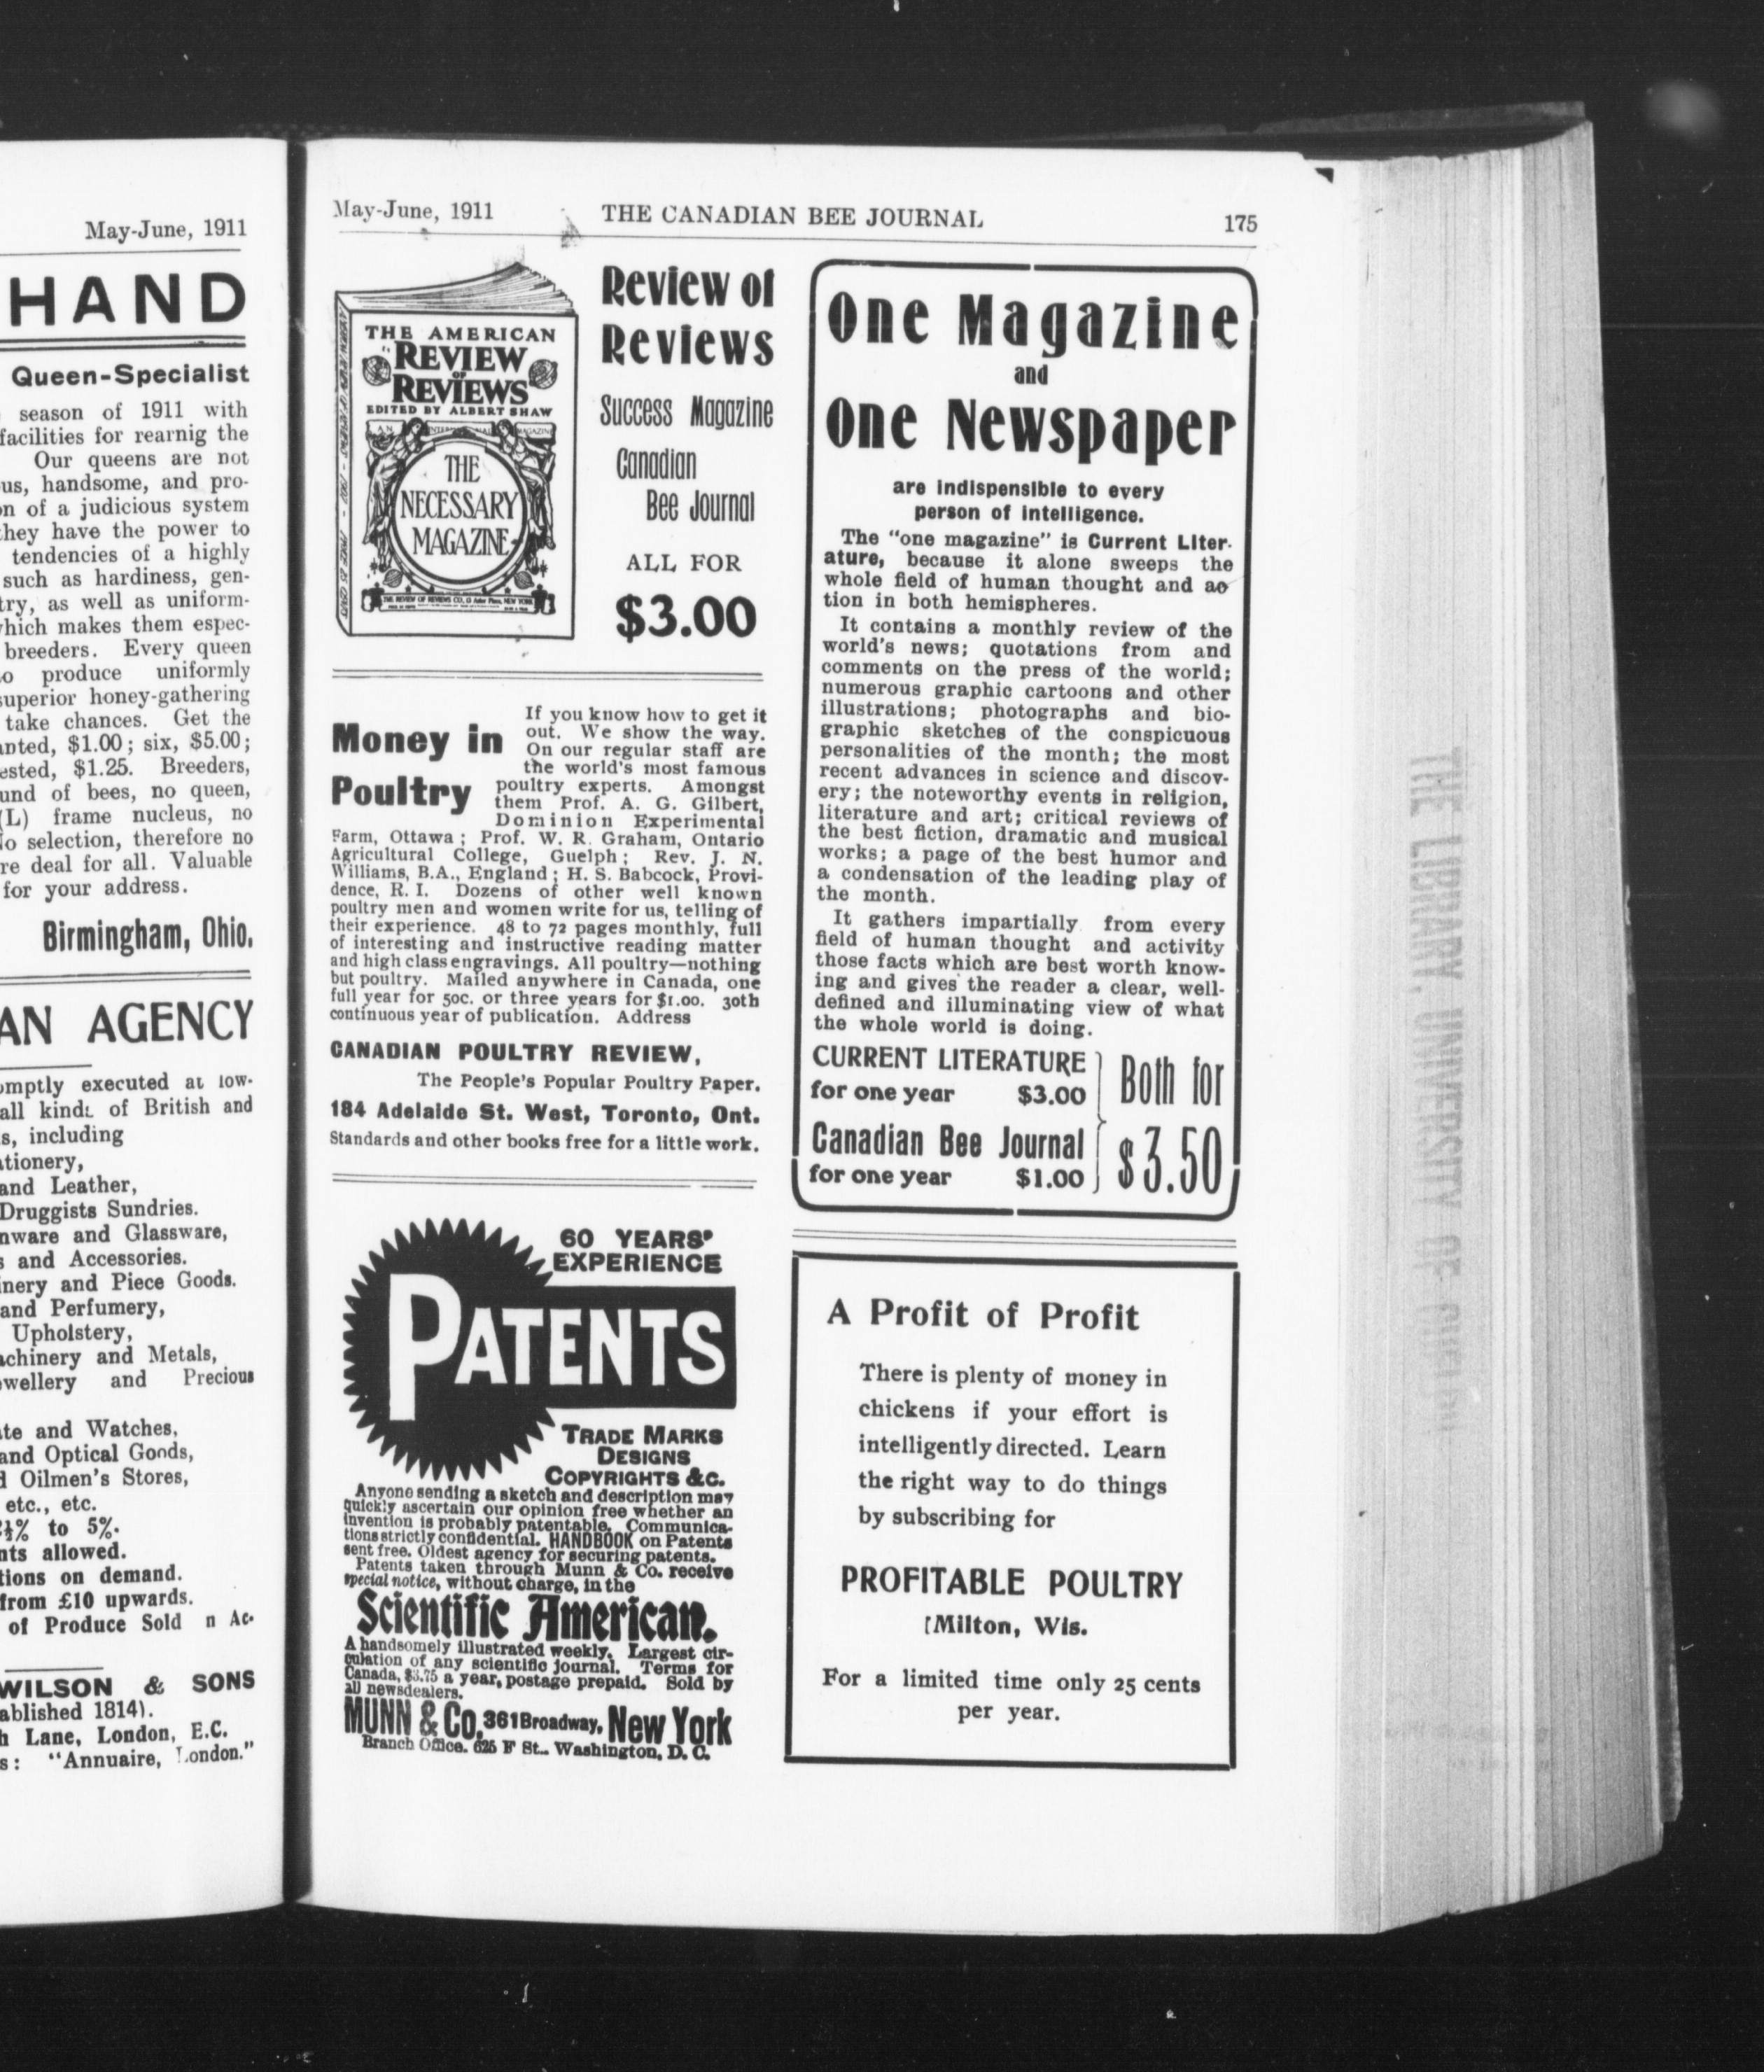 May-June, 1911
HAND
Queen-Specialist
season of 1911 with
facilities for rearnig the
Our queens are not
us, handsome, and pro-
on of a judicious system
they have the power to
tendencies of a highly
such as hardiness, gen-
try, as well as uniform-
which makes them espec-
breeders. Every queen
produce uniformly
superior honey-gathering
take chances. Get the
$1.00; six, $5.00;
$1.25. Breeders,
of bees, no queen,
(L) frame nucleus, no
No selection, therefore no
deal for all. Valuable
for your address.
Birmingham, Ohio.
AN AGENCY
omptly executed at low-
all kinds of British and
s, including
tionery,
and Leather,
Druggists Sundries.
nware and Glassware,
s and Accessories.
inery and Piece Goods.
and Perfumery,
Upholstery,
achinery and Metals,
wellery and Precious
te and Watches,
and Optical Goods,
d Oilmen's Stores,
etc., etc.
½% to 5%.
nts allowed.
tions on demand.
from £10 upwards.
of Produce Sold n Ac-
WILSON & SONS
ablished 1814).
h Lane, London, E.C.
s: "Annuaire, London."
May-June, 1911 THE CANADIAN BEE JOURNAL 175
THE AMERICAN
REVIEW
OF
REVIEWS
EDITED BY ALBERT SHAW
AN INTERNATIONAL MAGAZINE
THE
NECESSARY
MAGAZINE
THE REVIEW OF REVIEWS CO., 13 Astor Place, NEW YORK
Review of
Reviews
Success Magazine
Canadian
Bee Journal
ALL FOR
$3.00
Money in
Poultry
If you know how to get it
out. We show the way.
On our regular staff are
the world's most famous
poultry experts. Amongst
them Prof. A. G. Gilbert,
Dominion Experimental
Farm, Ottawa; Prof. W. R. Graham, Ontario
Agricultural College, Guelph; Rev. J. N.
Williams, B.A., England; H. S. Babcock, Provi-
dence, R. I. Dozens of other well known
poultry men and women write for us, telling of
their experience. 48 to 72 pages monthly, full
of interesting and instructive reading matter
and high class engravings. All poultry—nothing
but poultry. Mailed anywhere in Canada, one
full year for 50c. or three years for $1.00. 30th
continuous year of publication. Address
CANADIAN POULTRY REVIEW,
The People's Popular Poultry Paper.
184 Adelaide St. West, Toronto, Ont.
Standards and other books free for a little work.
60 YEARS'
EXPERIENCE
PATENTS
TRADE MARKS
DESIGNS
COPYRIGHTS &C.
Anyone sending a sketch and description may
quickly ascertain our opinion free whether an
invention is probably patentable. Communica-
tions strictly confidential. HANDBOOK on Patents
sent free. Oldest agency for securing patents.
Patents taken through Munn & Co. receive
special notice, without charge, in the
Scientific American.
A handsomely illustrated weekly. Largest cir-
culation of any scientific journal. Terms for
Canada, $3.75 a year, postage prepaid. Sold by
all newsdealers.
MUNN & Co. 361 Broadway, New York
Branch Office. 625 F St., Washington, D. C.
One Magazine
and
One Newspaper
are indispensible to every
person of intelligence.
The "one magazine" is Current Liter-
ature, because it alone sweeps the
whole field of human thought and ac-
tion in both hemispheres.
It contains a monthly review of the
world's news; quotations from and
comments on the press of the world;
numerous graphic cartoons and other
illustrations; photographs and bio-
graphic sketches of the conspicuous
personalities of the month; the most
recent advances in science and discov-
ery; the noteworthy events in religion,
literature and art; critical reviews of
the best fiction, dramatic and musical
works; a page of the best humor and
a condensation of the leading play of
the month.
It gathers impartially from every
field of human thought and activity
those facts which are best worth know-
ing and gives the reader a clear, well-
defined and illuminating view of what
the whole world is doing.
CURRENT LITERATURE
for one year $3.00
Canadian Bee Journal
for one year $1.00
Both for
$3.50
A Profit of Profit
There is plenty of money in
chickens if your effort is
intelligently directed. Learn
the right way to do things
by subscribing for
PROFITABLE POULTRY
[Milton, Wis.
For a limited time only 25 cents
per year.
THE LIBRARY, UNIVERSITY OF GUELPH